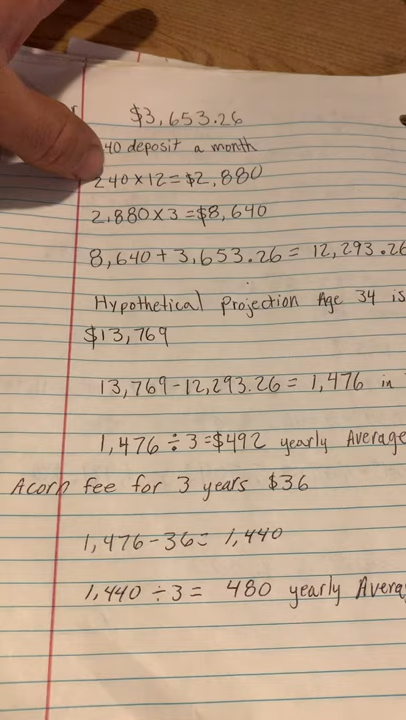 $3,653.26
40 deposit a month
240 x 12 = $2,880
2,880 x 3 = $8,640
8,640 + 3,653.26 = 12,293.26
Hypothetical Projection Age 34 is
$13,769
13,769 - 12,293.26 = 1,476 in
1,476 ÷ 3 = $492 yearly Average
Acorn fee for 3 years $36
1,476 - 36 = 1,440
1,440 ÷ 3 = 480 yearly Avera